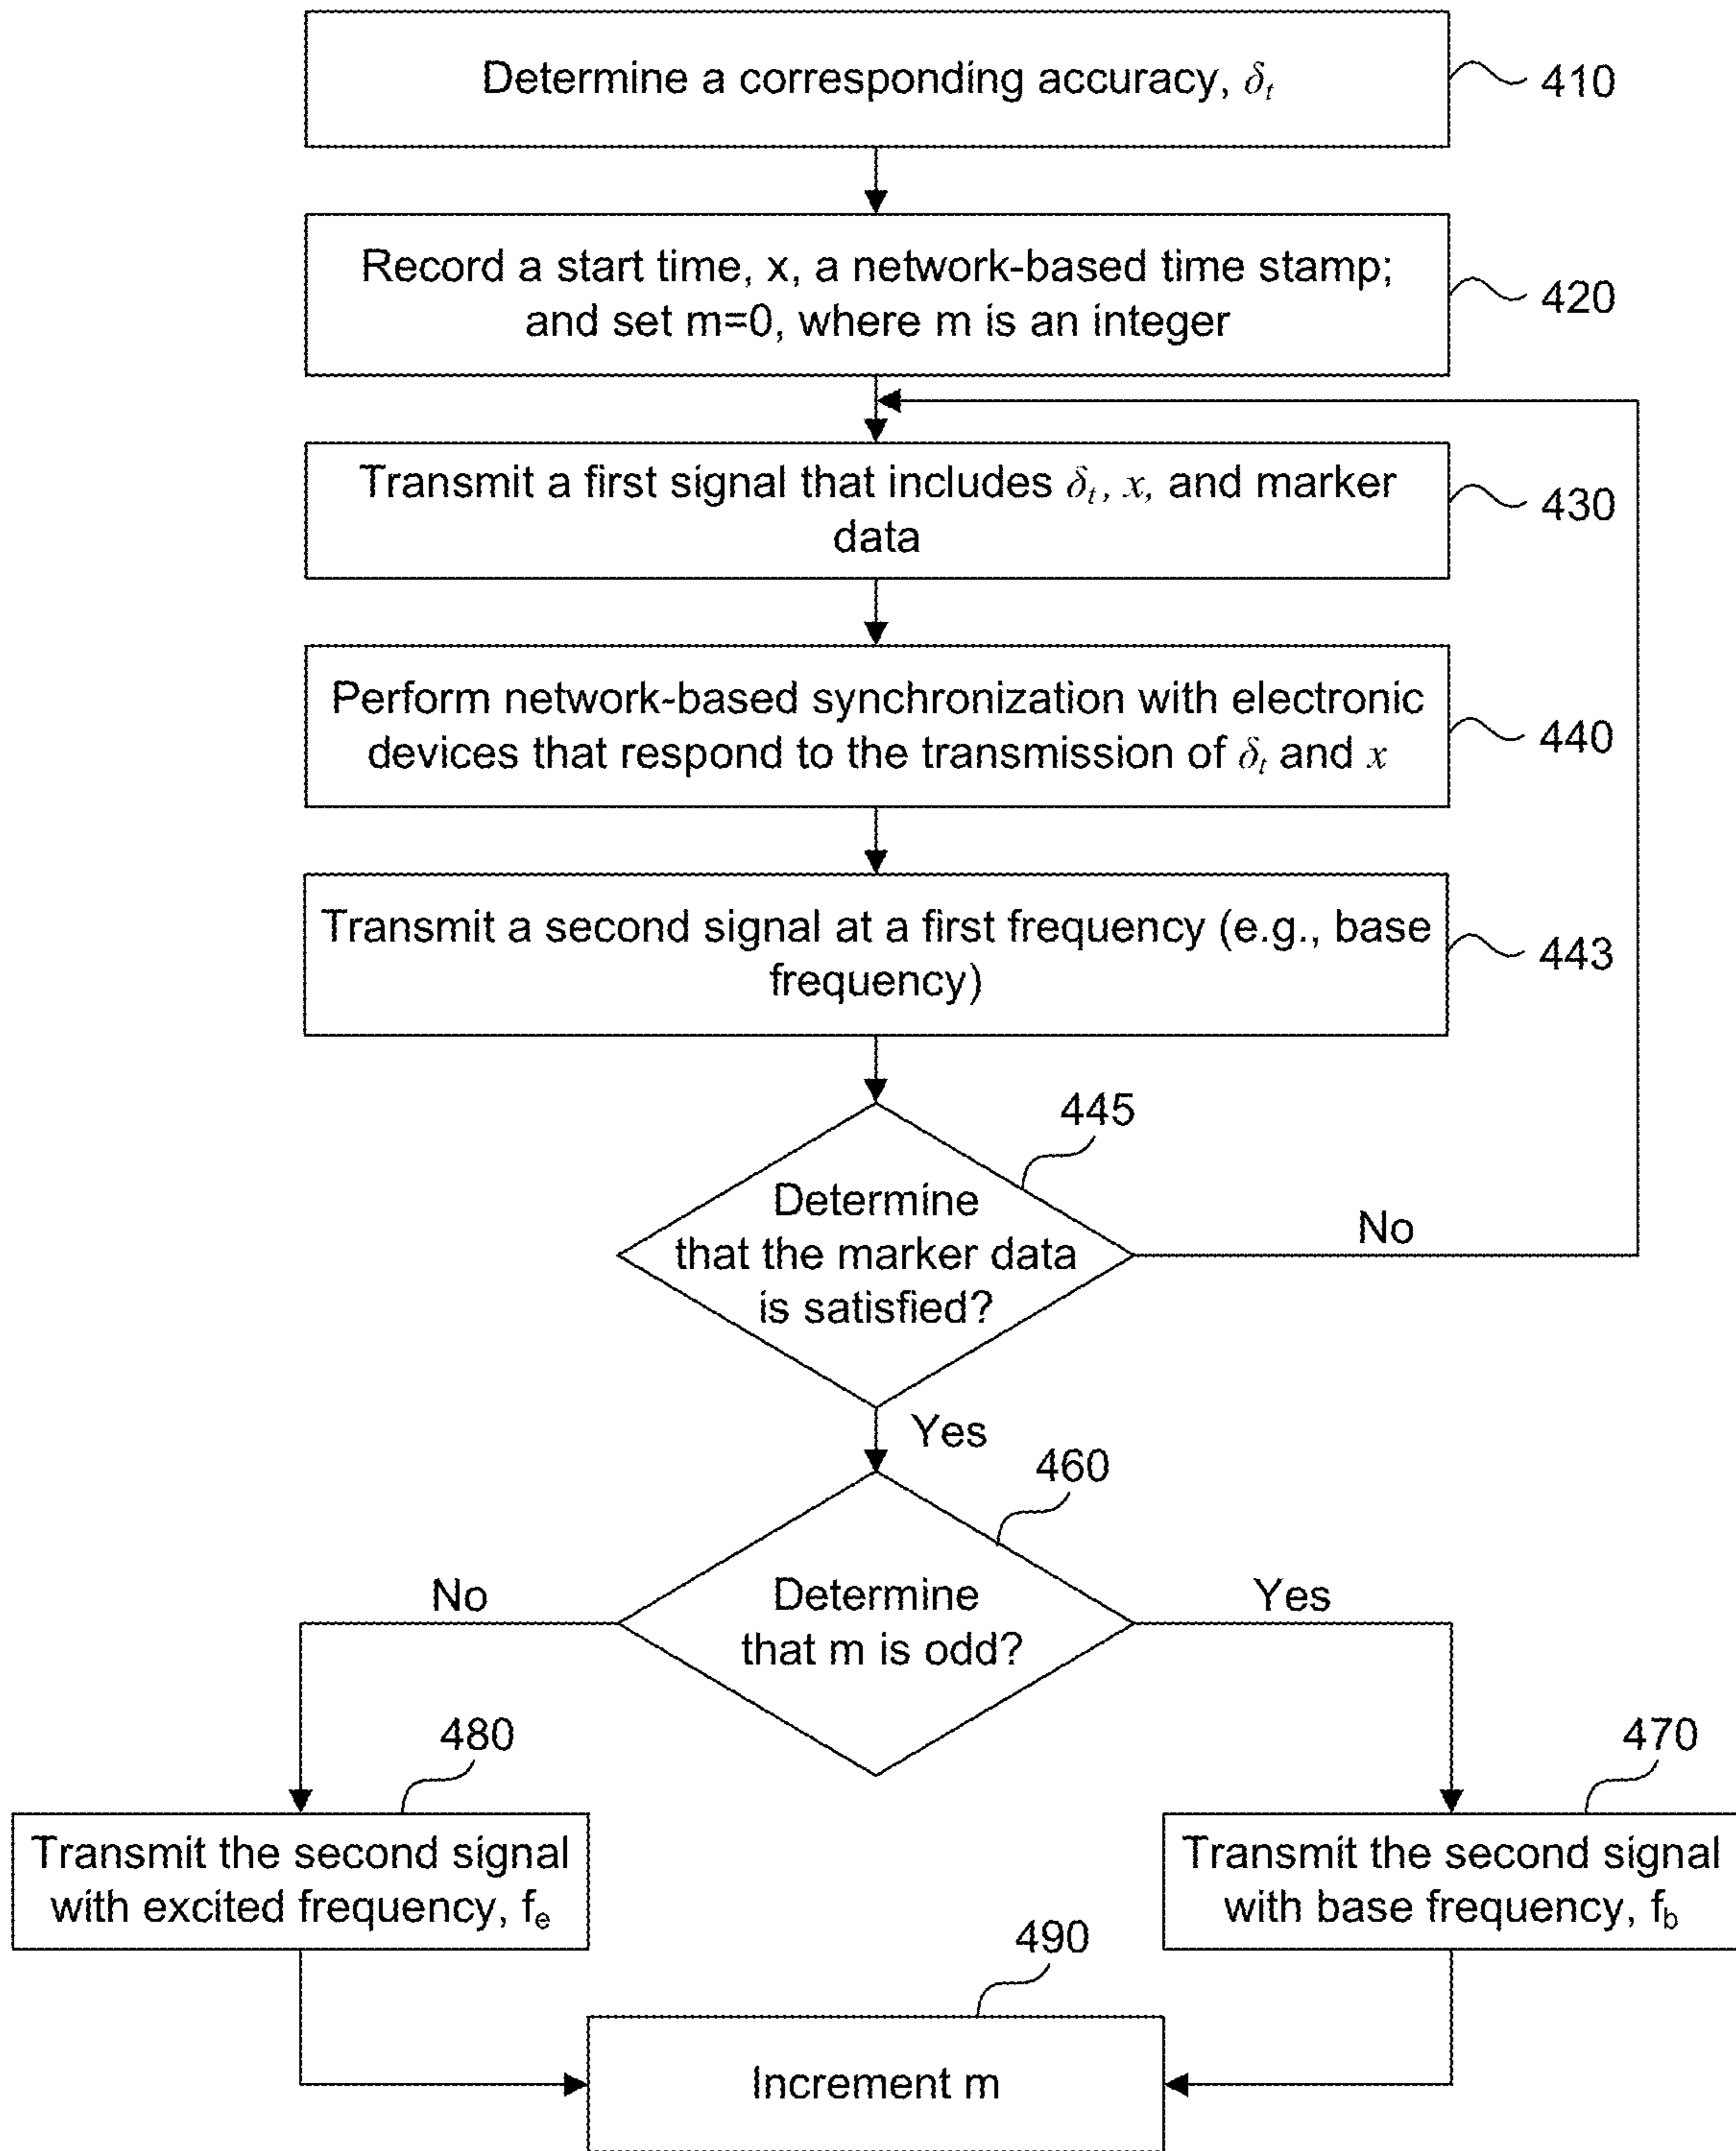 Determine a corresponding accuracy, δt
410
Record a start time, x, a network-based time stamp;
and set m=0, where m is an integer
420
Transmit a first signal that includes δt, x, and marker
data
430
Perform network-based synchronization with electronic
devices that respond to the transmission of δt and x
440
Transmit a second signal at a first frequency (e.g., base
frequency)
443
445
Determine
that the marker data
is satisfied?
No
Yes
460
Determine
that m is odd?
No
Yes
480
Transmit the second signal
with excited frequency, fe
470
Transmit the second signal
with base frequency, fb
490
Increment m